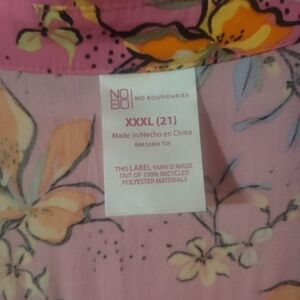 NO
BO
NO BOUNDARIES
XXXL (21)
Made in/Hecho en China
THIS LABEL YARN IS MADE
OUT OF 100% RECYCLED
POLYESTER MATERIALS